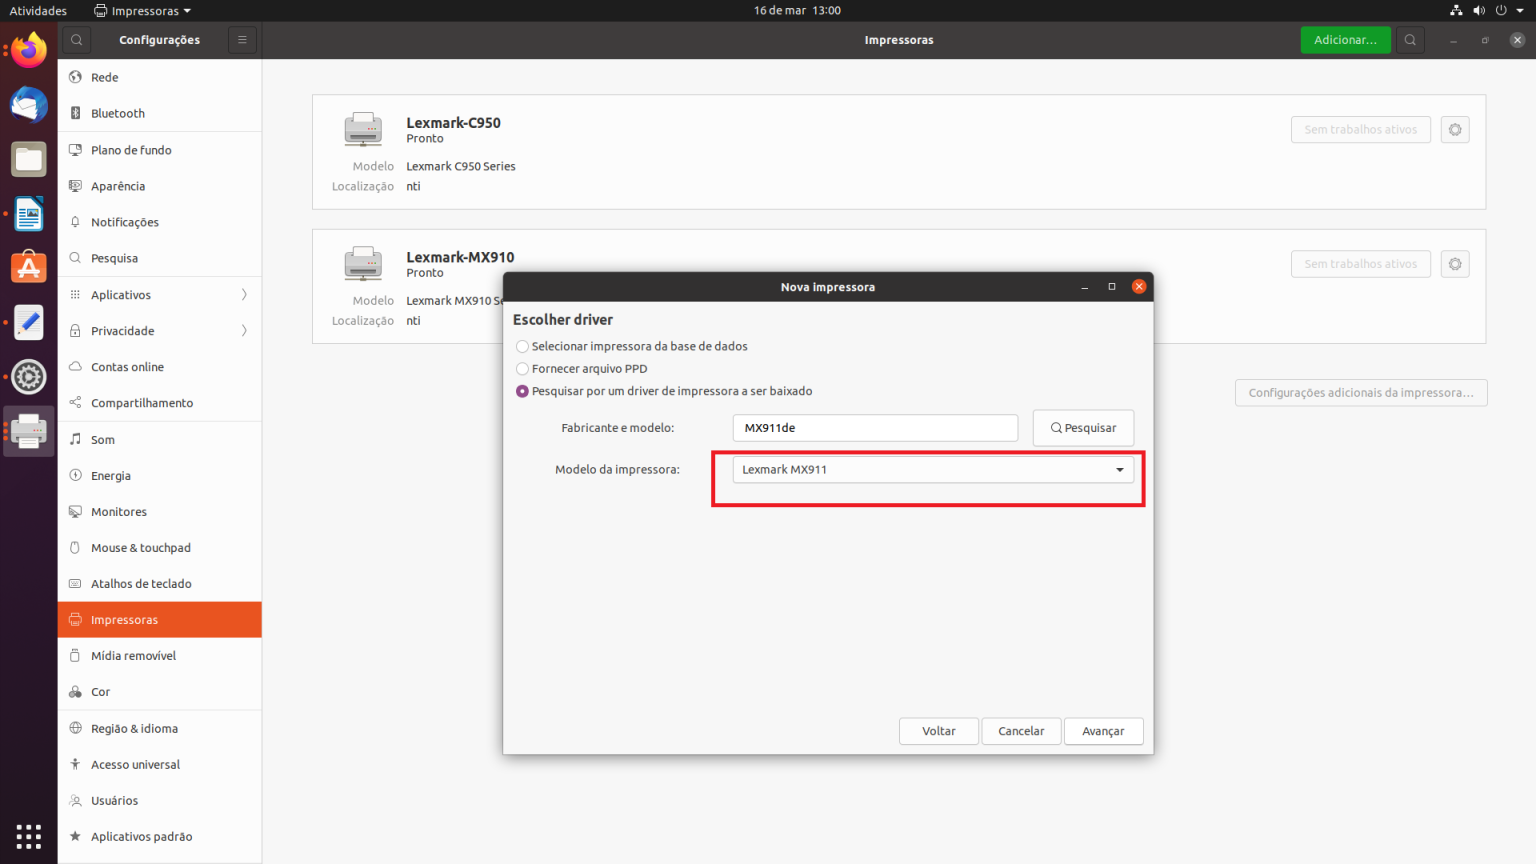 Atividades
Impressoras
16 de mar 13:00
Configurações
Impressoras
Adicionar...
Rede
Bluetooth
Plano de fundo
Aparência
Notificações
Pesquisa
Aplicativos
Privacidade
Contas online
Compartilhamento
Som
Energia
Monitores
Mouse & touchpad
Atalhos de teclado
Impressoras
Mídia removível
Cor
Região & idioma
Acesso universal
Usuários
Aplicativos padrão
Lexmark-C950
Pronto
Modelo Lexmark C950 Series
Localização nti
Sem trabalhos ativos
Lexmark-MX910
Pronto
Modelo Lexmark MX910
Localização nti
Sem trabalhos ativos
Configurações adicionais da impressora...
Nova impressora
Escolher driver
Selecionar impressora da base de dados
Fornecer arquivo PPD
Pesquisar por um driver de impressora a ser baixado
Fabricante e modelo: MX911de Pesquisar
Modelo da impressora: Lexmark MX911
Voltar Cancelar Avançar